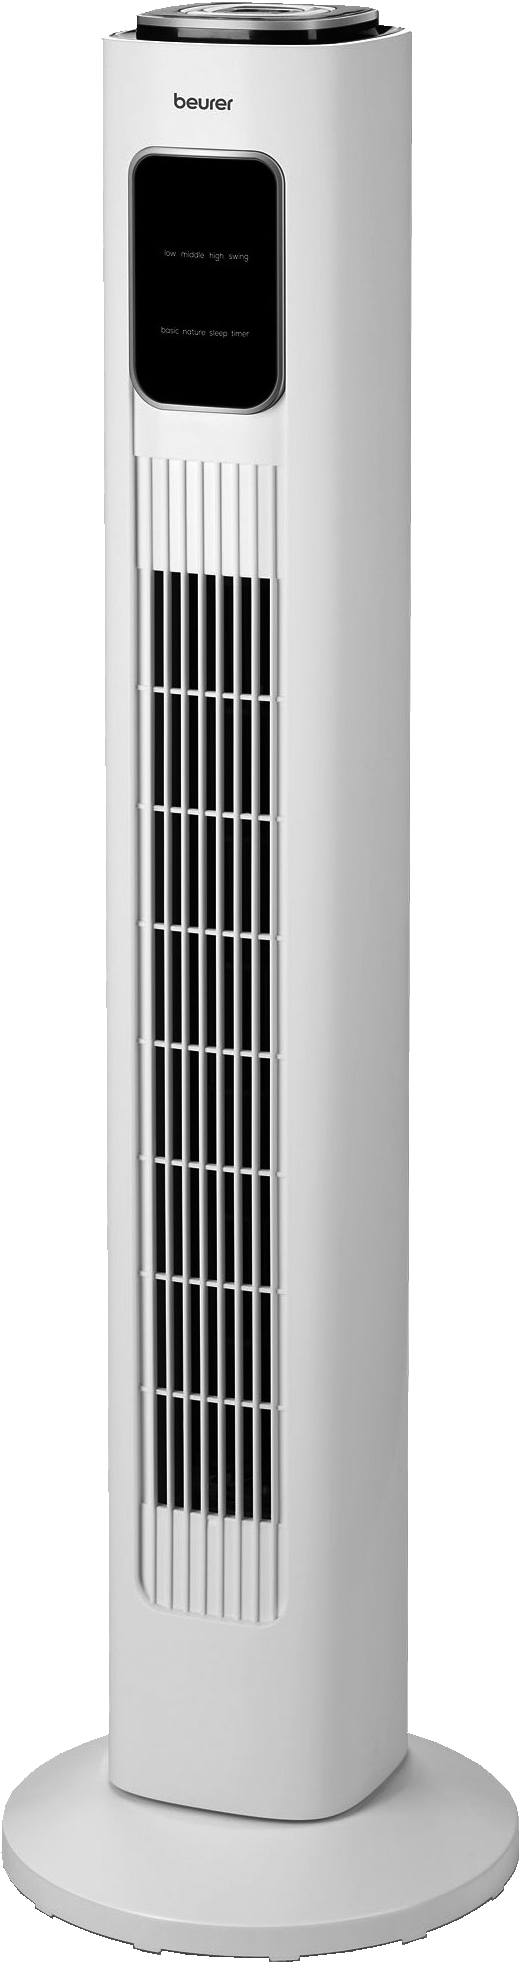 beurer
low middle high swing
basic nature sleep timer